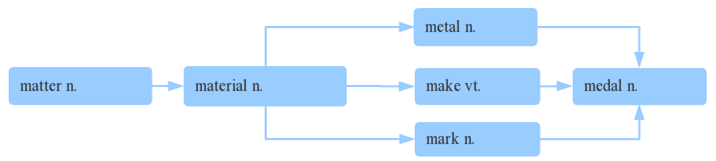 metal n.
matter n.
material n.
make vt.
medal n.
mark n.